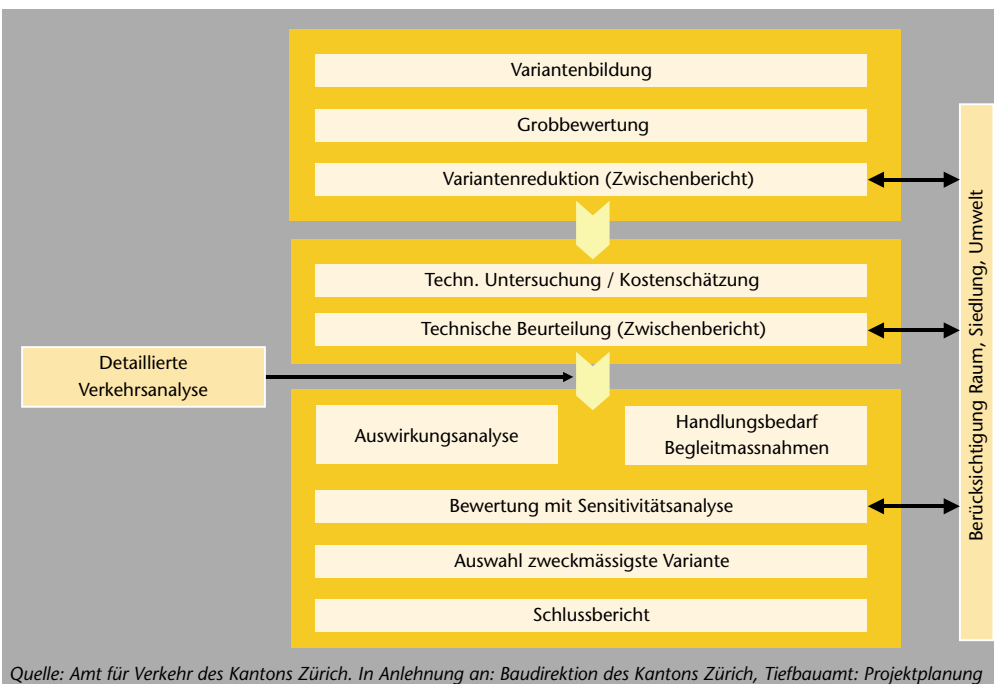 Variantenbildung
Grobbewertung
Variantenreduktion (Zwischenbericht)
Techn. Untersuchung / Kostenschätzung
Technische Beurteilung (Zwischenbericht)
Detaillierte
Verkehrsanalyse
Auswirkungsanalyse
Handlungsbedarf
Begleitmassnahmen
Bewertung mit Sensitivitätsanalyse
Auswahl zweckmässigste Variante
Schlussbericht
Berücksichtigung Raum, Siedlung, Umwelt
Quelle: Amt für Verkehr des Kantons Zürich. In Anlehnung an: Baudirektion des Kantons Zürich, Tiefbauamt: Projektplanung